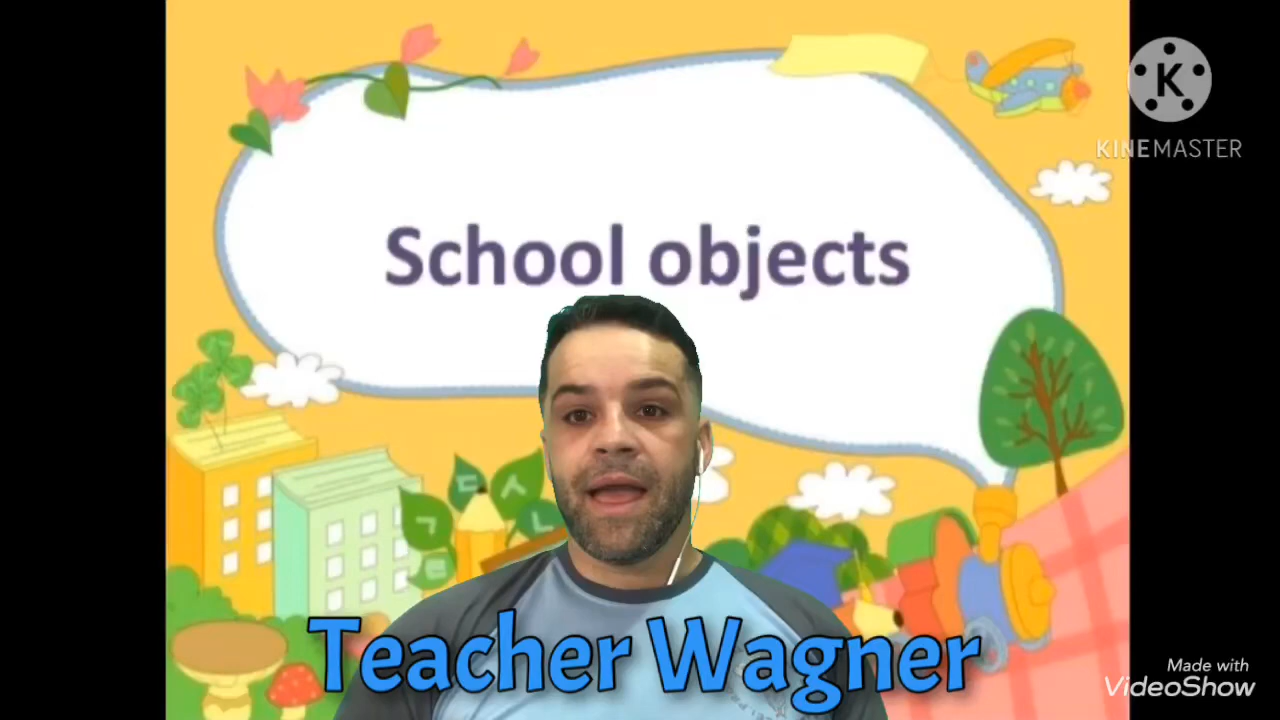 K
KINEMASTER
School objects
ㄷ
ㅅ
ㄱ
ㄴ
ㅌ
Teacher Wagner
Made with
VideoShow